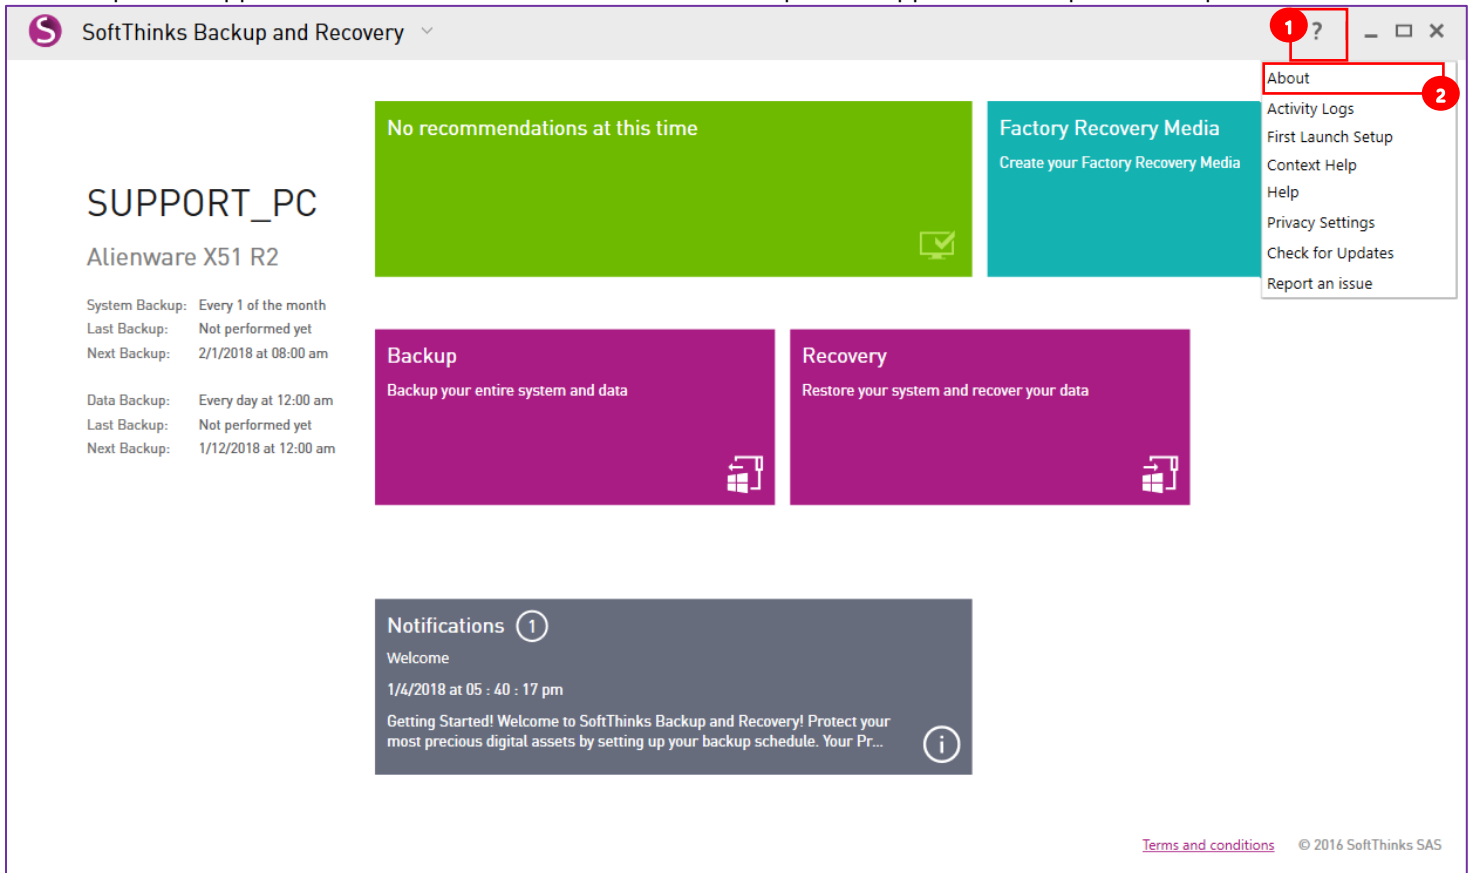 S
SoftThinks Backup and Recovery
1
?
About
2
Activity Logs
First Launch Setup
Context Help
Help
Privacy Settings
Check for Updates
Report an issue
No recommendations at this time
Factory Recovery Media
Create your Factory Recovery Media
SUPPORT_PC
Alienware X51 R2
System Backup: Every 1 of the month
Last Backup: Not performed yet
Next Backup: 2/1/2018 at 08:00 am
Data Backup: Every day at 12:00 am
Last Backup: Not performed yet
Next Backup: 1/12/2018 at 12:00 am
Backup
Backup your entire system and data
Recovery
Restore your system and recover your data
Notifications 1
Welcome
1/4/2018 at 05 : 40 : 17 pm
Getting Started! Welcome to SoftThinks Backup and Recovery! Protect your
most precious digital assets by setting up your backup schedule. Your Pr...
i
Terms and conditions © 2016 SoftThinks SAS